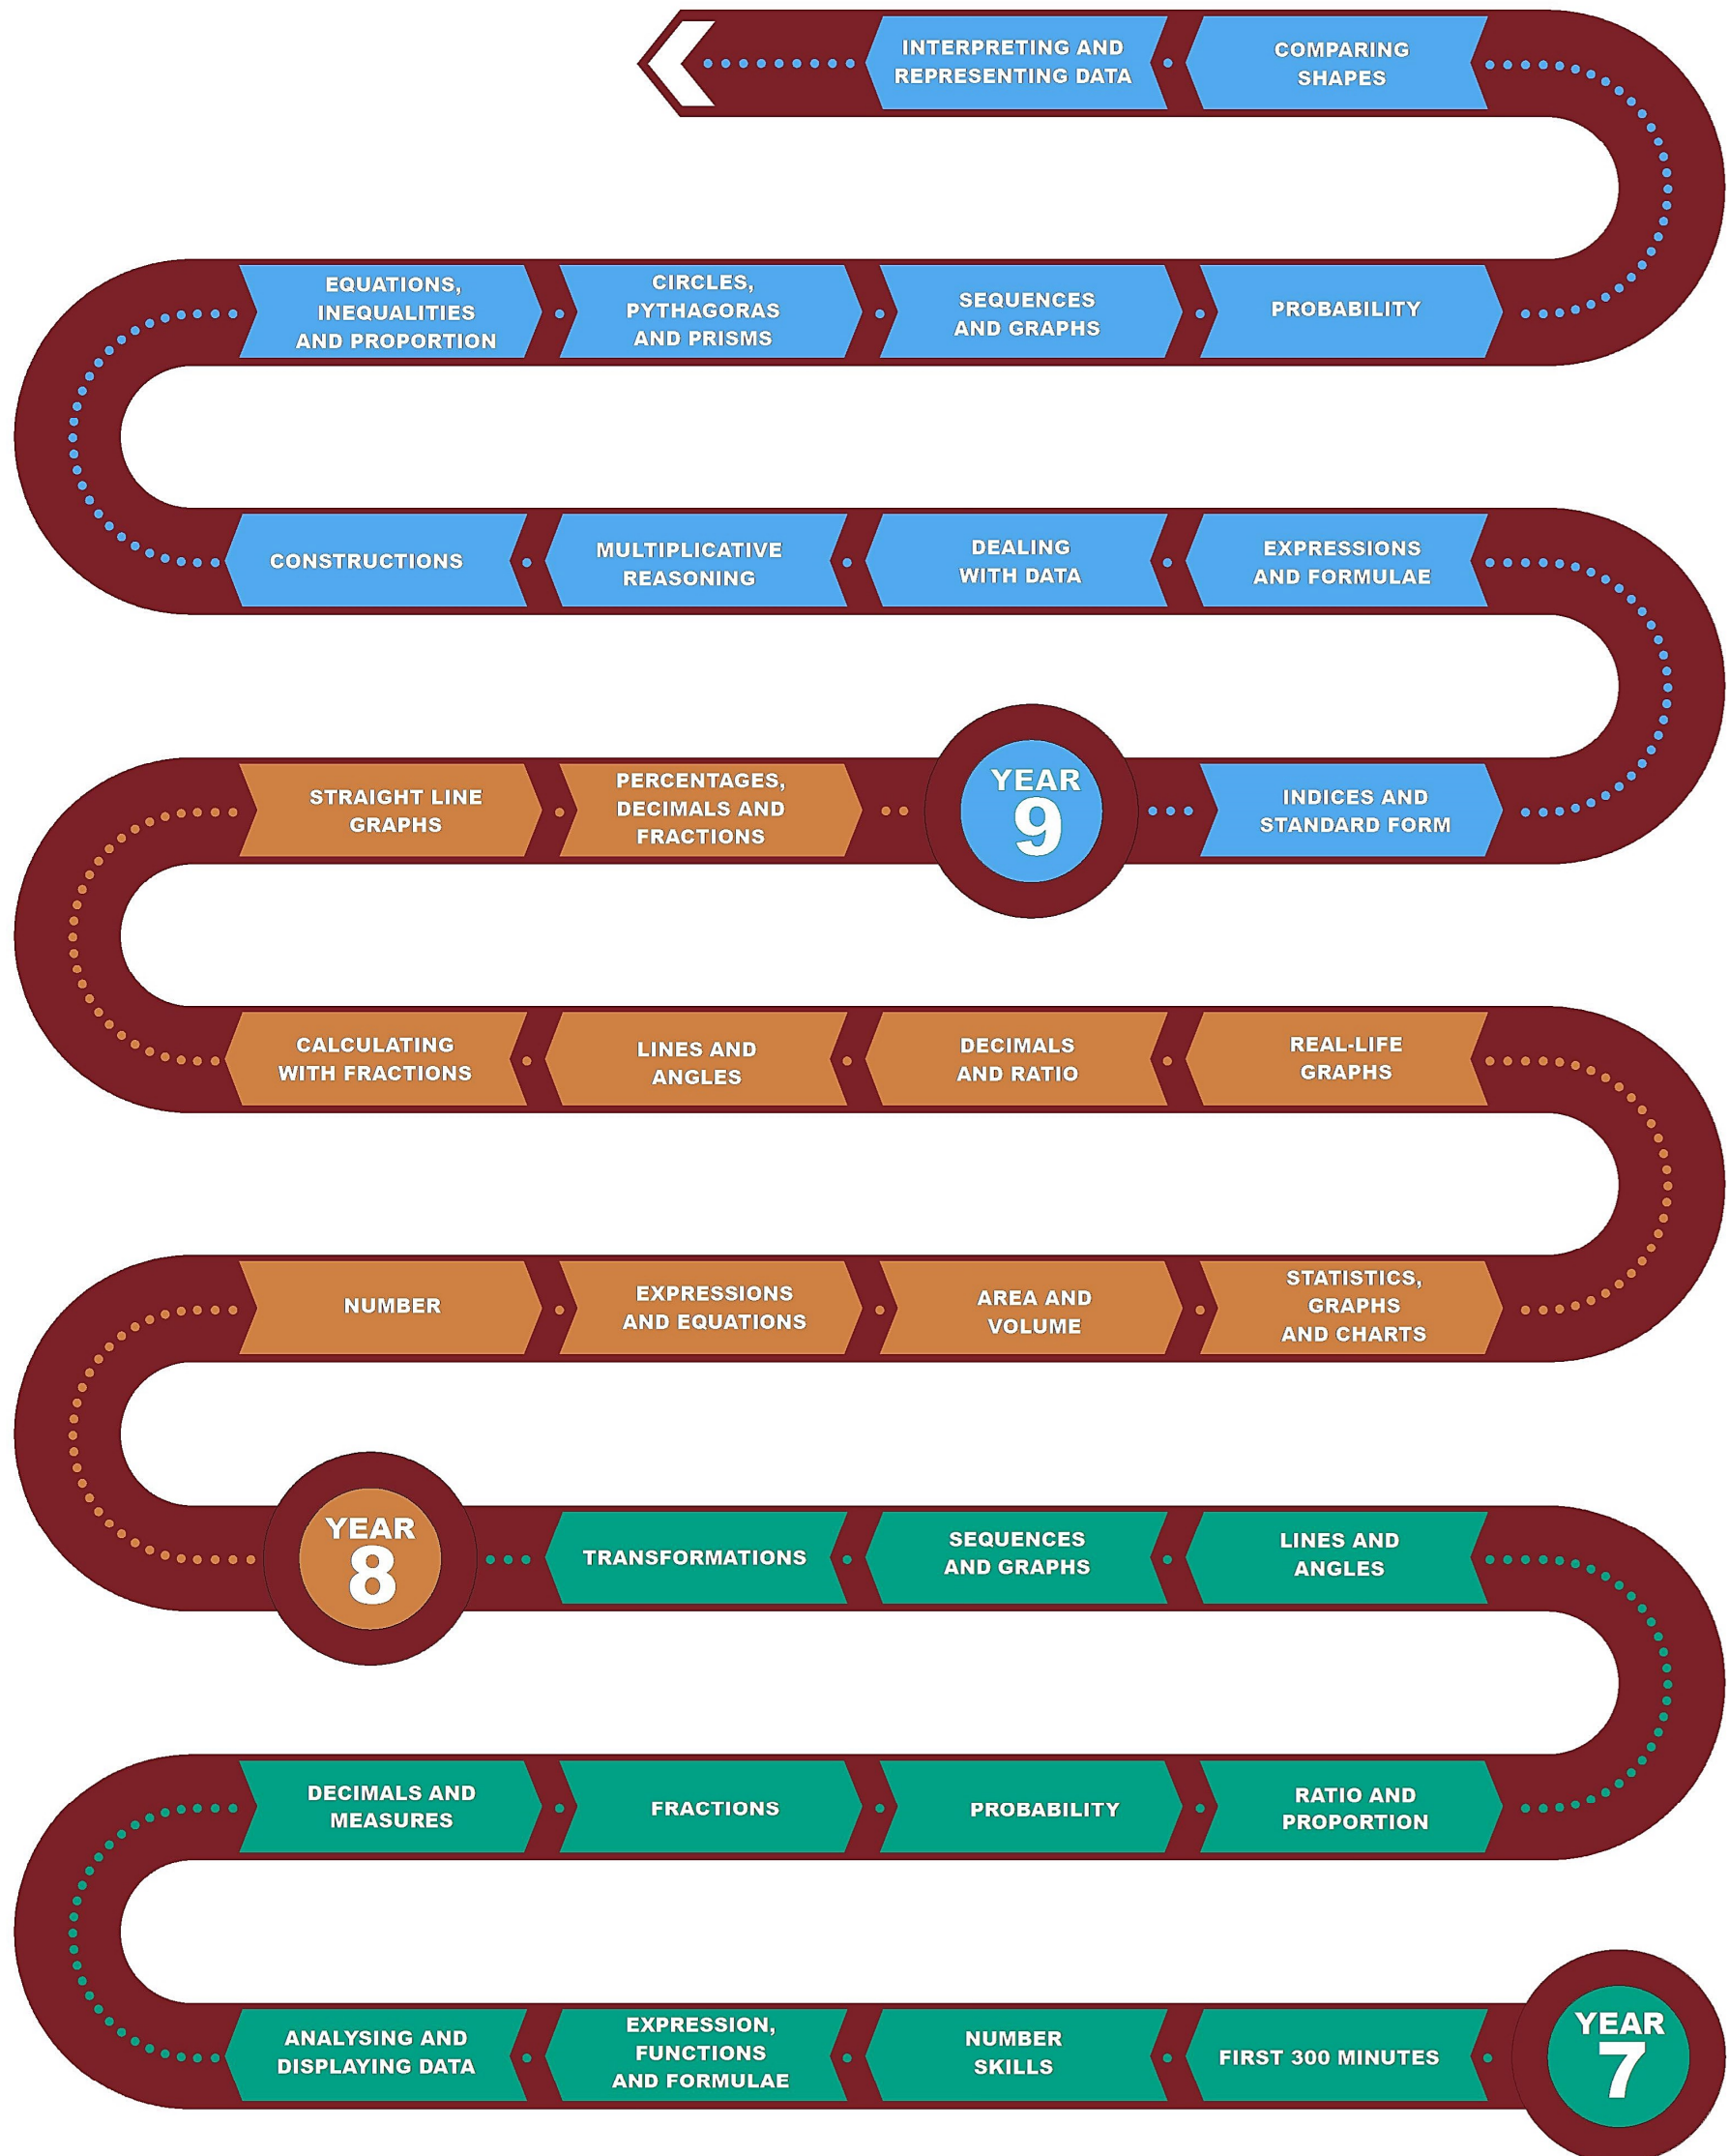 INTERPRETING AND
REPRESENTING DATA
COMPARING
SHAPES
EQUATIONS,
INEQUALITIES
AND PROPORTION
CIRCLES,
PYTHAGORAS
AND PRISMS
SEQUENCES
AND GRAPHS
PROBABILITY
CONSTRUCTIONS
MULTIPLICATIVE
REASONING
DEALING
WITH DATA
EXPRESSIONS
AND FORMULAE
STRAIGHT LINE
GRAPHS
PERCENTAGES,
DECIMALS AND
FRACTIONS
YEAR
9
INDICES AND
STANDARD FORM
CALCULATING
WITH FRACTIONS
LINES AND
ANGLES
DECIMALS
AND RATIO
REAL-LIFE
GRAPHS
NUMBER
EXPRESSIONS
AND EQUATIONS
AREA AND
VOLUME
STATISTICS,
GRAPHS
AND CHARTS
YEAR
8
TRANSFORMATIONS
SEQUENCES
AND GRAPHS
LINES AND
ANGLES
DECIMALS AND
MEASURES
FRACTIONS
PROBABILITY
RATIO AND
PROPORTION
ANALYSING AND
DISPLAYING DATA
EXPRESSION,
FUNCTIONS
AND FORMULAE
NUMBER
SKILLS
FIRST 300 MINUTES
YEAR
7